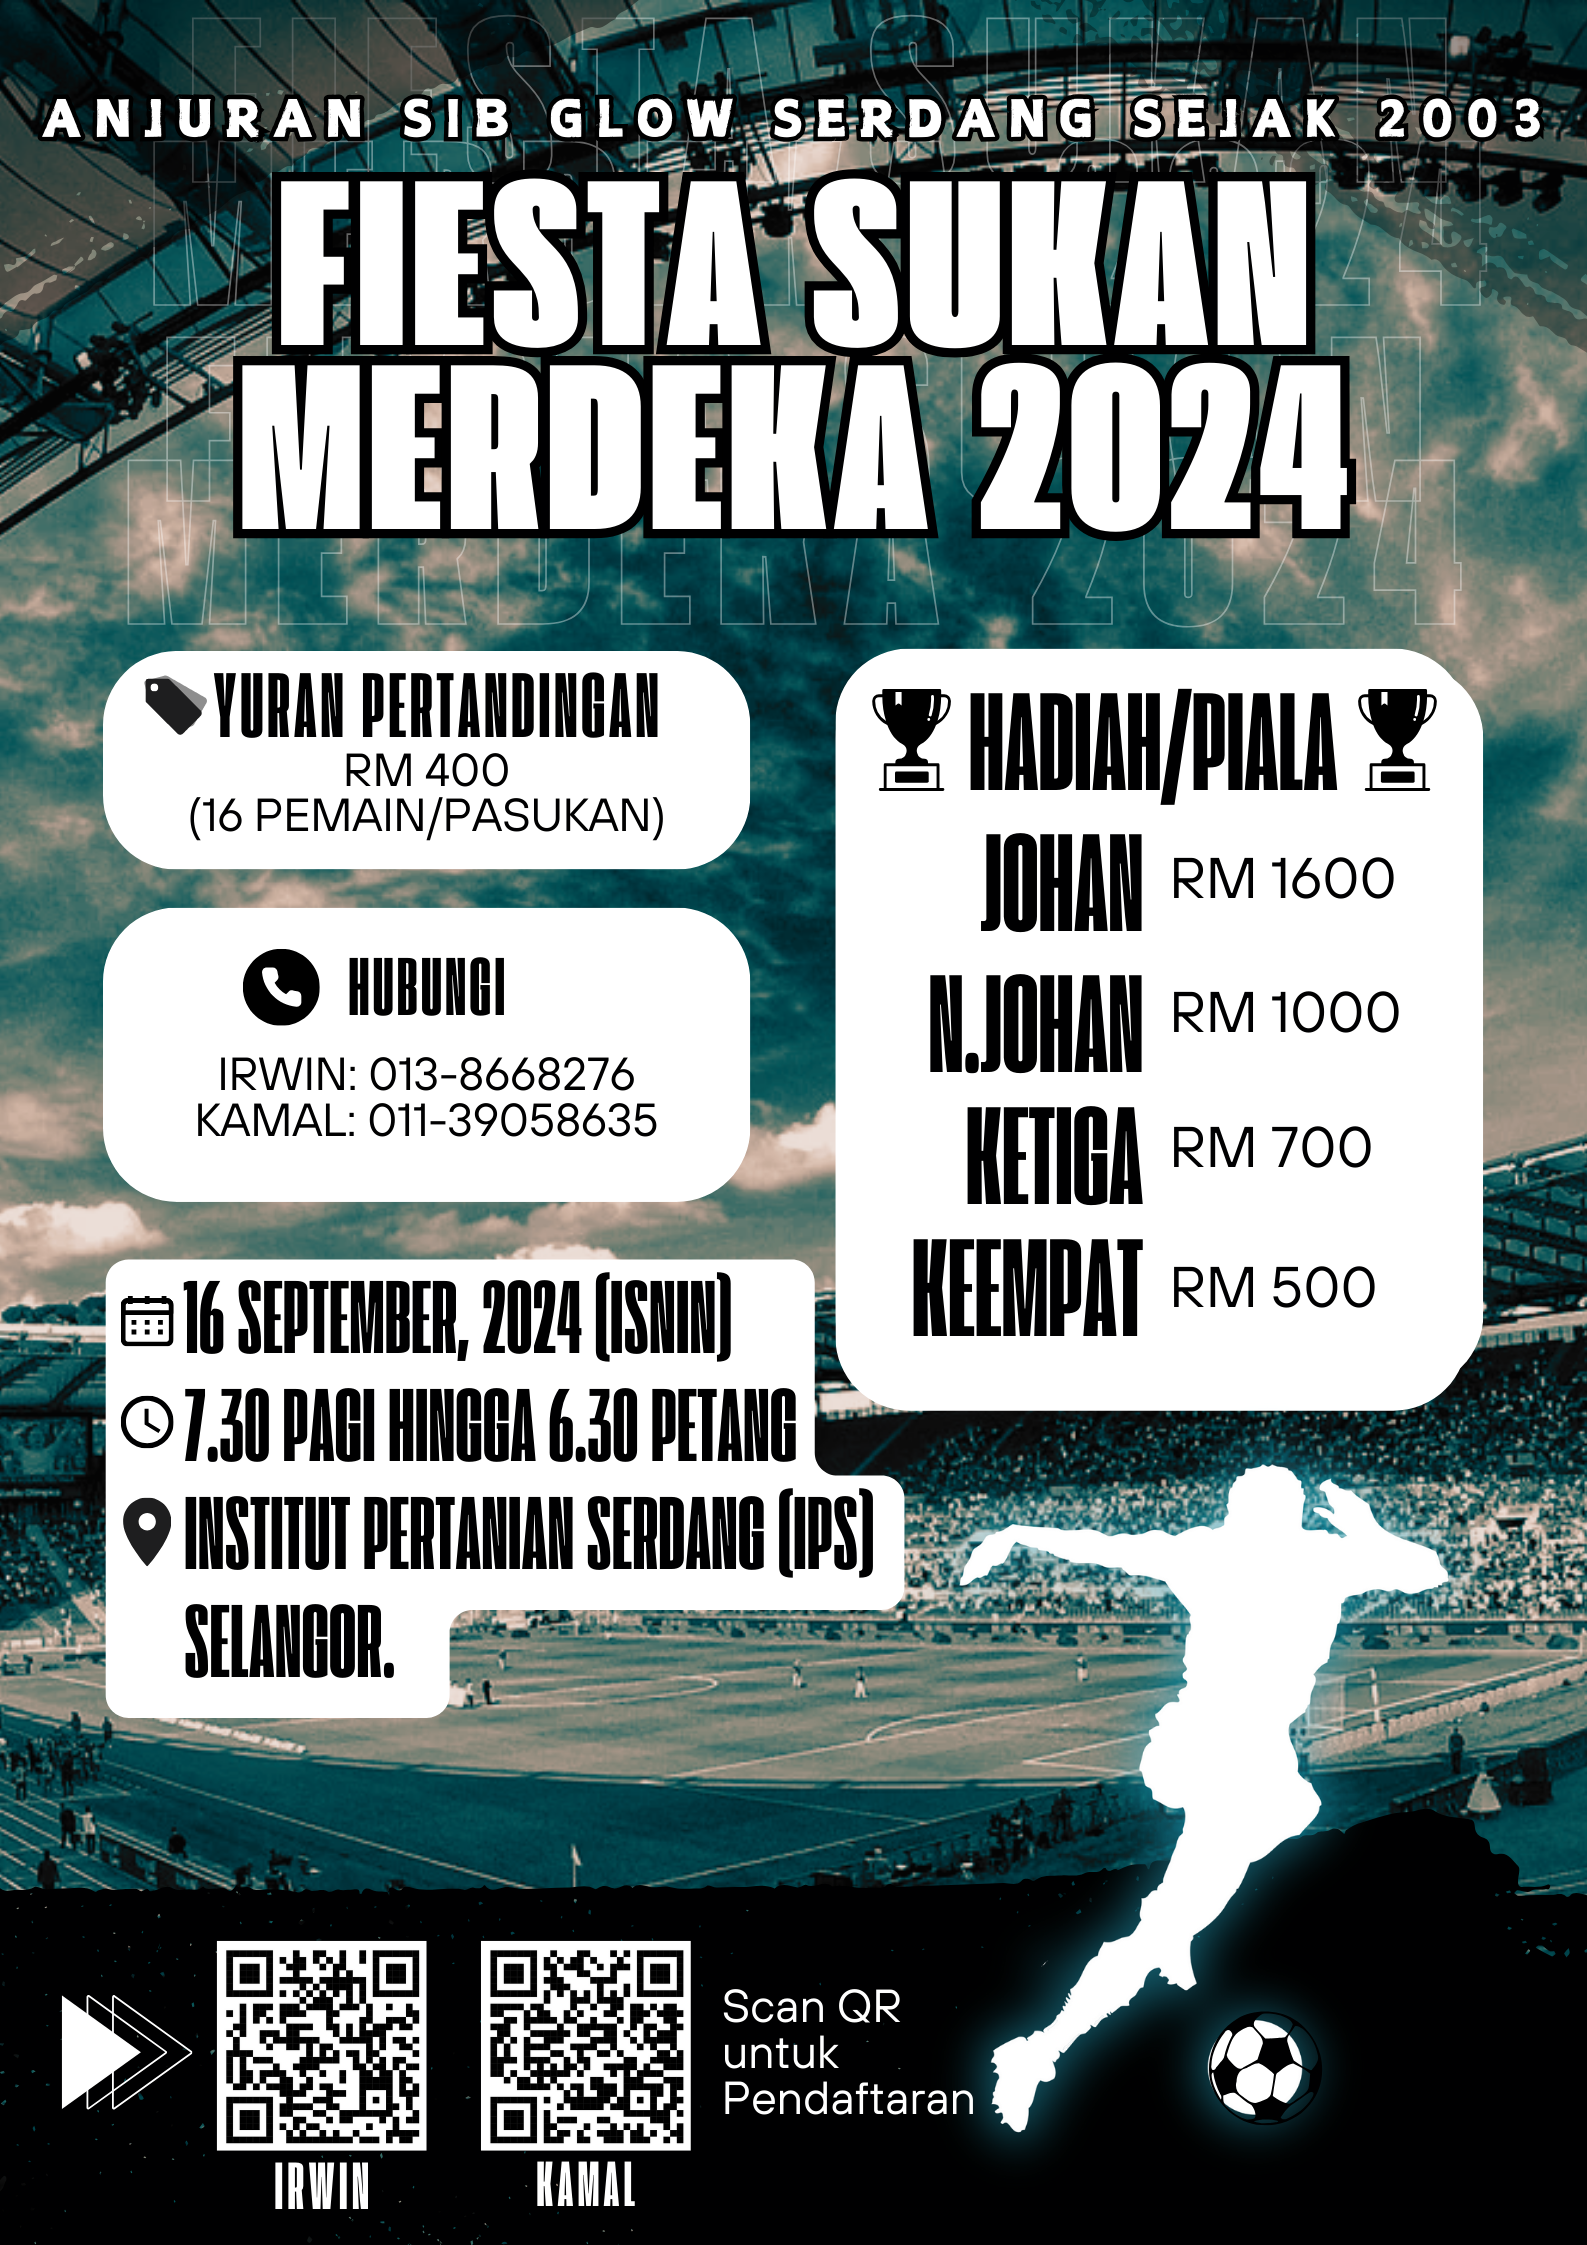 ANJURAN SIB GLOW SERDANG SEJAK 2003
FIESTA SUKAN
MERDEKA 2024
YURAN PERTANDINGAN
RM 400
(16 PEMAIN/PASUKAN)
HUBUNGI
IRWIN: 013-8668276
KAMAL: 011-39058635
HADIAH/PIALA
JOHAN RM 1600
N.JOHAN RM 1000
KETIGA RM 700
KEEMPAT RM 500
16 SEPTEMBER, 2024 (ISNIN)
7.30 PAGI HINGGA 6.30 PETANG
INSTITUT PERTANIAN SERDANG (IPS)
SELANGOR.
Scan QR
untuk
Pendaftaran
IRWIN
KAMAL